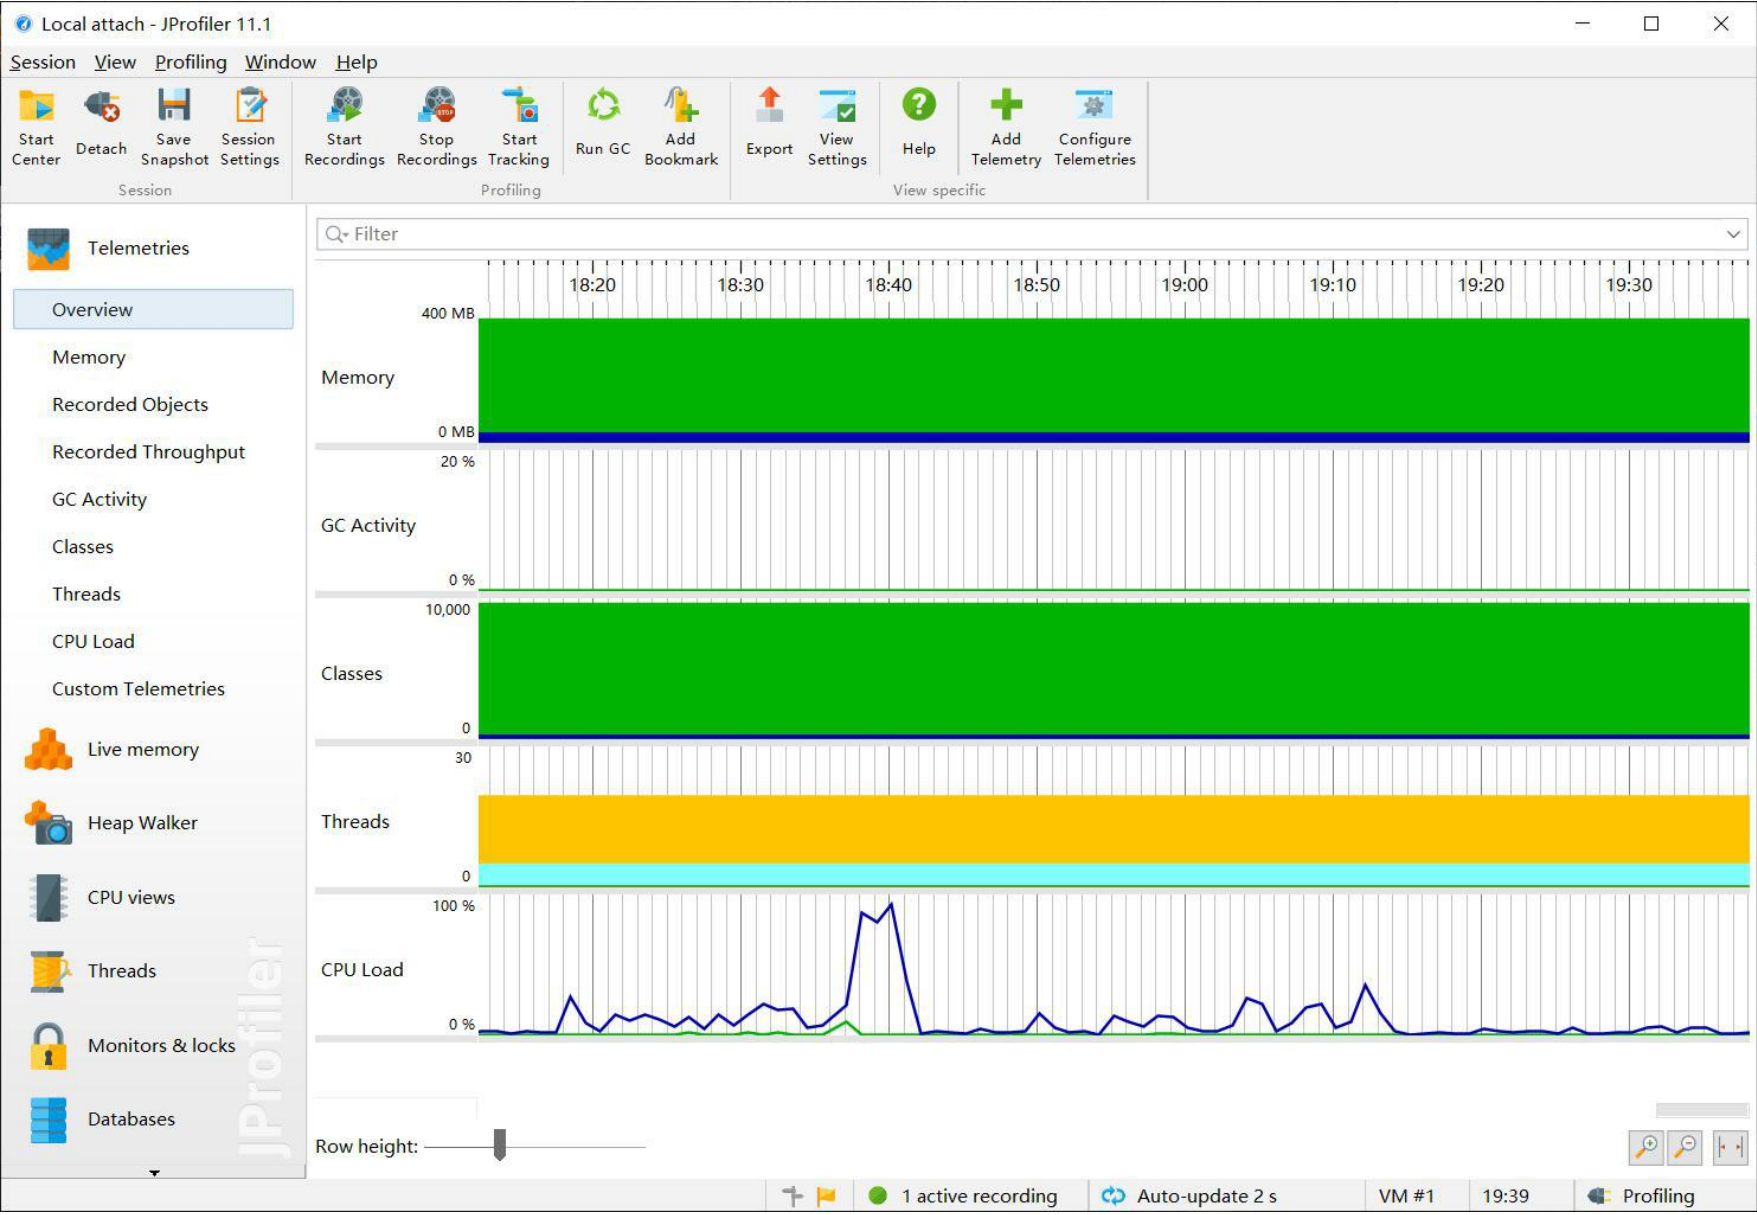 Local attach - JProfiler 11.1
Session View Profiling Window Help
Start Center
Detach
Save Snapshot
Session Settings
Start Recordings
Stop Recordings
Start Tracking
Run GC
Add Bookmark
Export
View Settings
Help
Add Telemetry
Configure Telemetries
Session
Profiling
View specific
Telemetries
Overview
Memory
Recorded Objects
Recorded Throughput
GC Activity
Classes
Threads
CPU Load
Custom Telemetries
Live memory
Heap Walker
CPU views
Threads
Monitors & locks
Databases
JProfiler
Filter
18:20 18:30 18:40 18:50 19:00 19:10 19:20 19:30
400 MB
Memory
0 MB
20 %
GC Activity
0 %
10,000
Classes
0
30
Threads
0
100 %
CPU Load
0 %
Row height:
1 active recording
Auto-update 2 s
VM #1
19:39
Profiling